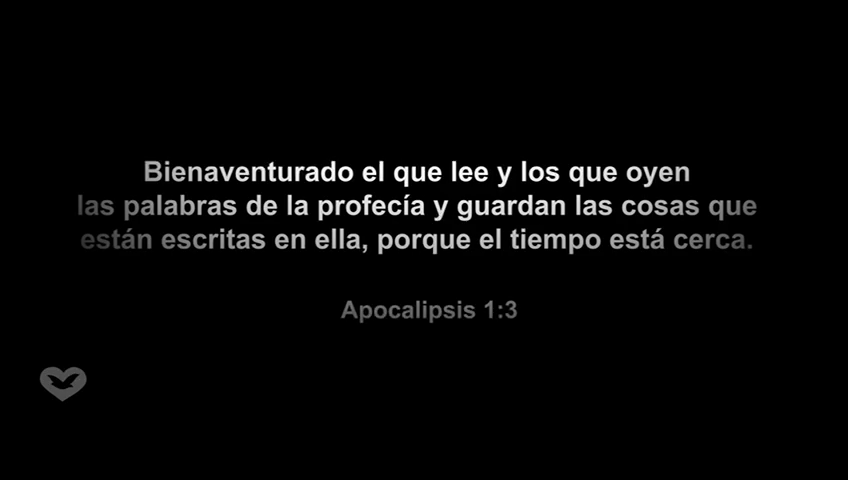 Bienaventurado el que lee y los que oyen
las palabras de la profecía y guardan las cosas que
están escritas en ella, porque el tiempo está cerca.
Apocalipsis 1:3